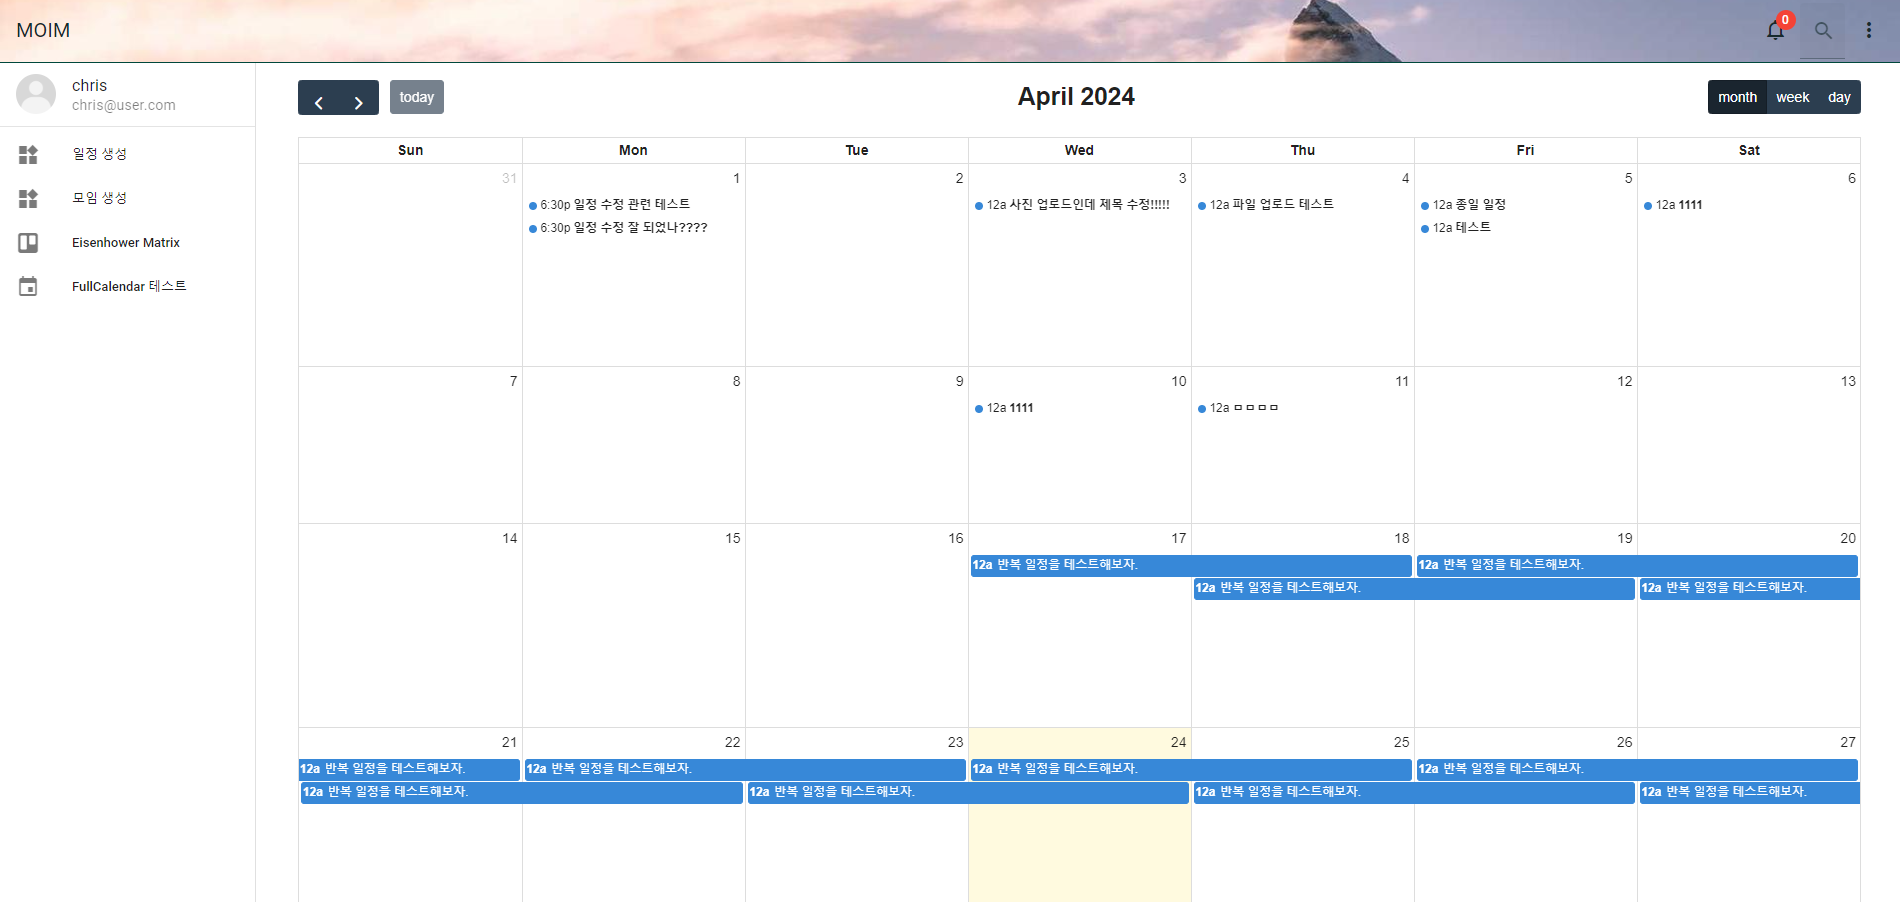 MOIM
0
chris
chris@user.com
일정 생성
모임 생성
Eisenhower Matrix
FullCalendar 테스트
today
April 2024
month week day
Sun Mon Tue Wed Thu Fri Sat
31 1 2 3 4 5 6
6:30p 일정 수정 관련 테스트 12a 사진 업로드인데 제목 수정!!!!! 12a 파일 업로드 테스트 12a 종일 일정 12a 1111
6:30p 일정 수정 잘 되었나???? 12a 테스트
7 8 9 10 11 12 13
12a 1111 12a ㅁㅁㅁㅁ
14 15 16 17 18 19 20
12a 반복 일정을 테스트해보자. 12a 반복 일정을 테스트해보자.
12a 반복 일정을 테스트해보자. 12a 반복 일정을 테스트해보자.
21 22 23 24 25 26 27
12a 반복 일정을 테스트해보자. 12a 반복 일정을 테스트해보자. 12a 반복 일정을 테스트해보자. 12a 반복 일정을 테스트해보자.
12a 반복 일정을 테스트해보자. 12a 반복 일정을 테스트해보자. 12a 반복 일정을 테스트해보자. 12a 반복 일정을 테스트해보자.